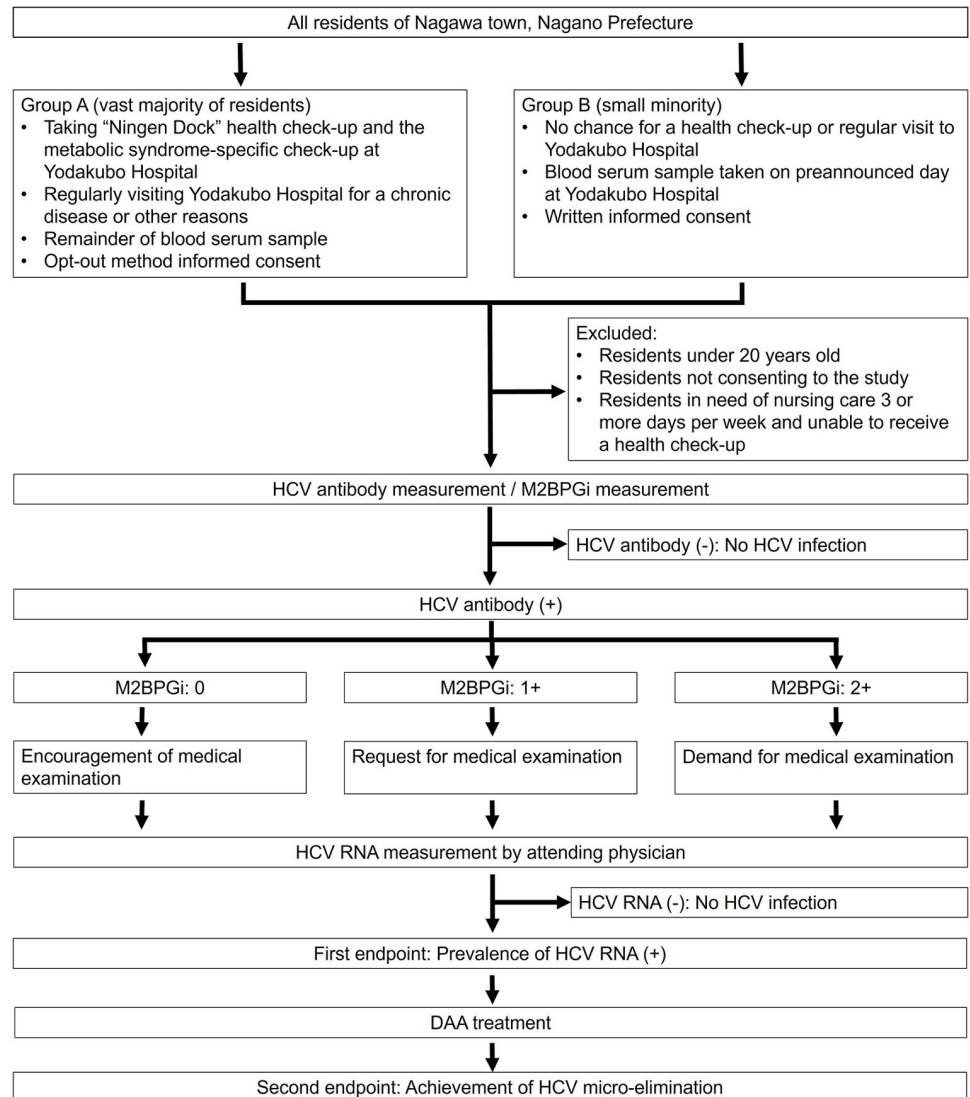 All residents of Nagawa town, Nagano Prefecture
Group A (vast majority of residents)
• Taking “Ningen Dock” health check-up and the
metabolic syndrome-specific check-up at
Yodakubo Hospital
• Regularly visiting Yodakubo Hospital for a chronic
disease or other reasons
• Remainder of blood serum sample
• Opt-out method informed consent
Group B (small minority)
• No chance for a health check-up or regular visit to
Yodakubo Hospital
• Blood serum sample taken on preannounced day
at Yodakubo Hospital
• Written informed consent
Excluded:
• Residents under 20 years old
• Residents not consenting to the study
• Residents in need of nursing care 3 or
more days per week and unable to receive
a health check-up
HCV antibody measurement / M2BPGi measurement
HCV antibody (-): No HCV infection
HCV antibody (+)
M2BPGi: 0
M2BPGi: 1+
M2BPGi: 2+
Encouragement of medical
examination
Request for medical examination
Demand for medical examination
HCV RNA measurement by attending physician
HCV RNA (-): No HCV infection
First endpoint: Prevalence of HCV RNA (+)
DAA treatment
Second endpoint: Achievement of HCV micro-elimination